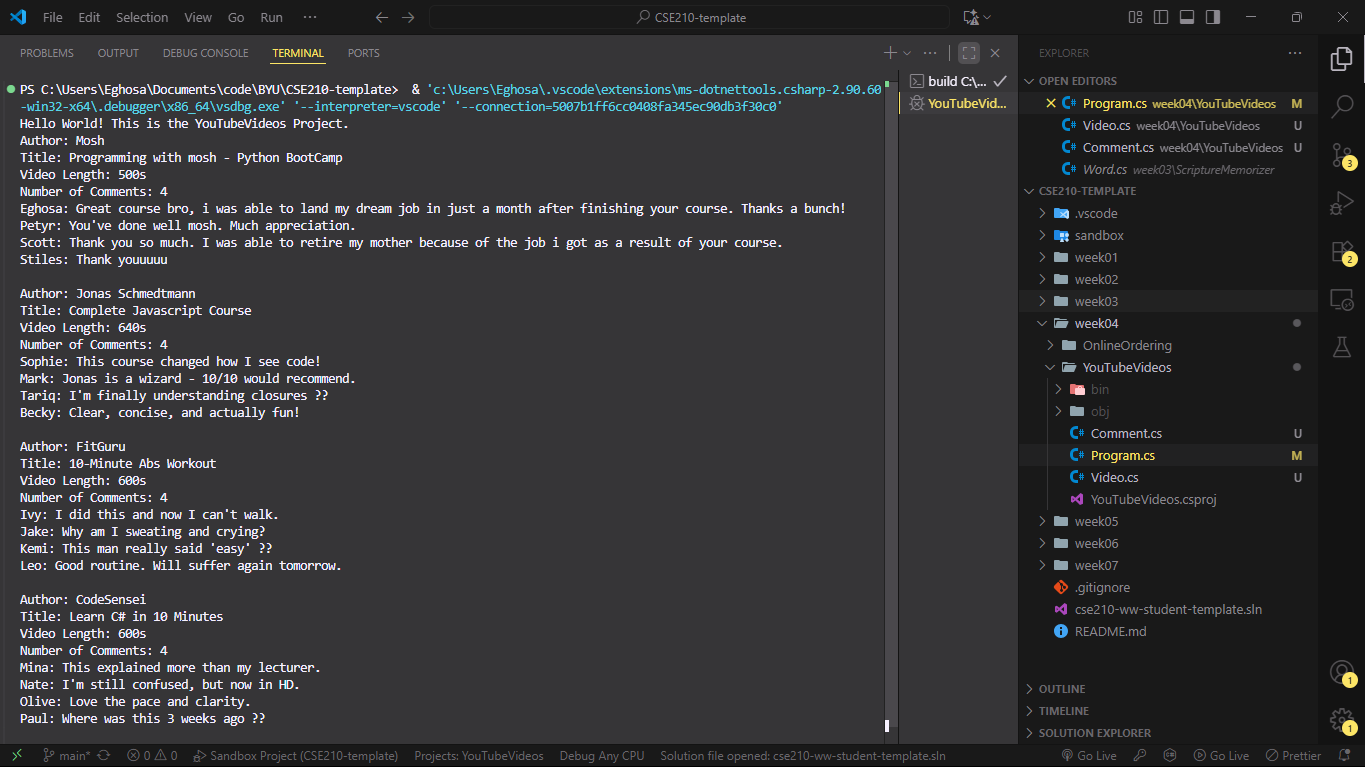 File Edit Selection View Go Run ··· CSE210-template
PROBLEMS OUTPUT DEBUG CONSOLE TERMINAL PORTS
PS C:\Users\Eghosa\Documents\code\BYU\CSE210-template>  & 'c:\Users\Eghosa\.vscode\extensions\ms-dotnettools.csharp-2.90.60
-win32-x64\.debugger\x86_64\vsdbg.exe' '--interpreter=vscode' '--connection=5007b1ff6cc0408fa345ec90db3f30c0'
Hello World! This is the YouTubeVideos Project.
Author: Mosh
Title: Programming with mosh - Python BootCamp
Video Length: 500s
Number of Comments: 4
Eghosa: Great course bro, i was able to land my dream job in just a month after finishing your course. Thanks a bunch!
Petyr: You've done well mosh. Much appreciation.
Scott: Thank you so much. I was able to retire my mother because of the job i got as a result of your course.
Stiles: Thank youuuuu
Author: Jonas Schmedtmann
Title: Complete Javascript Course
Video Length: 640s
Number of Comments: 4
Sophie: This course changed how I see code!
Mark: Jonas is a wizard - 10/10 would recommend.
Tariq: I'm finally understanding closures ??
Becky: Clear, concise, and actually fun!
Author: FitGuru
Title: 10-Minute Abs Workout
Video Length: 600s
Number of Comments: 4
Ivy: I did this and now I can't walk.
Jake: Why am I sweating and crying?
Kemi: This man really said 'easy' ??
Leo: Good routine. Will suffer again tomorrow.
Author: CodeSensei
Title: Learn C# in 10 Minutes
Video Length: 600s
Number of Comments: 4
Mina: This explained more than my lecturer.
Nate: I'm still confused, but now in HD.
Olive: Love the pace and clarity.
Paul: Where was this 3 weeks ago ??
build C:\...
YouTubeVid...
EXPLORER
OPEN EDITORS
Program.cs week04\YouTubeVideos M
Video.cs week04\YouTubeVideos U
Comment.cs week04\YouTubeVideos U
Word.cs week03\ScriptureMemorizer
CSE210-TEMPLATE
.vscode
sandbox
week01
week02
week03
week04
OnlineOrdering
YouTubeVideos
bin
obj
Comment.cs U
Program.cs M
Video.cs U
YouTubeVideos.csproj
week05
week06
week07
.gitignore
cse210-ww-student-template.sln
README.md
OUTLINE
TIMELINE
SOLUTION EXPLORER
3
2
1
1
main* 0 0 Sandbox Project (CSE210-template) Projects: YouTubeVideos Debug Any CPU Solution file opened: cse210-ww-student-template.sln Go Live Go Live Prettier